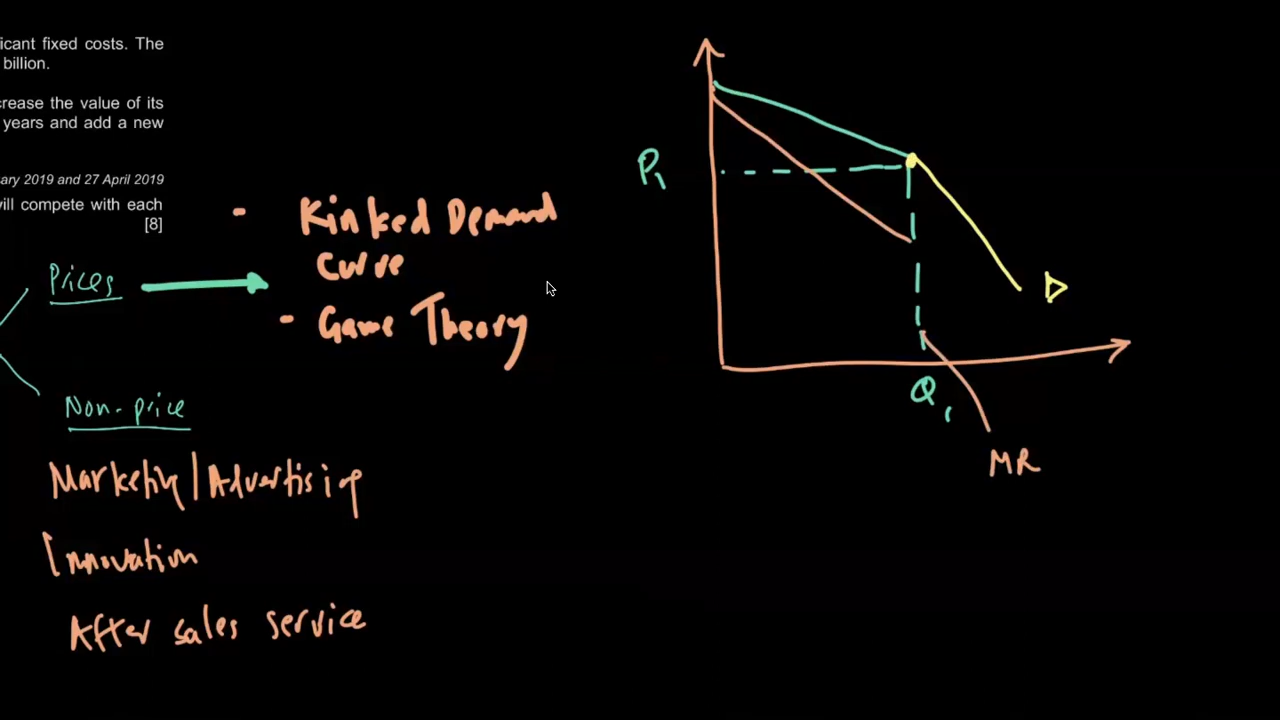 icant fixed costs. The
billion.
crease the value of its
years and add a new
ary 2019 and 27 April 2019
vill compete with each
[8]
- Kinked Demand
Curve
- Game Theory
Prices
Non-price
Marketing/Advertising
Innovation
After sales service
P1
D
Q1
MR